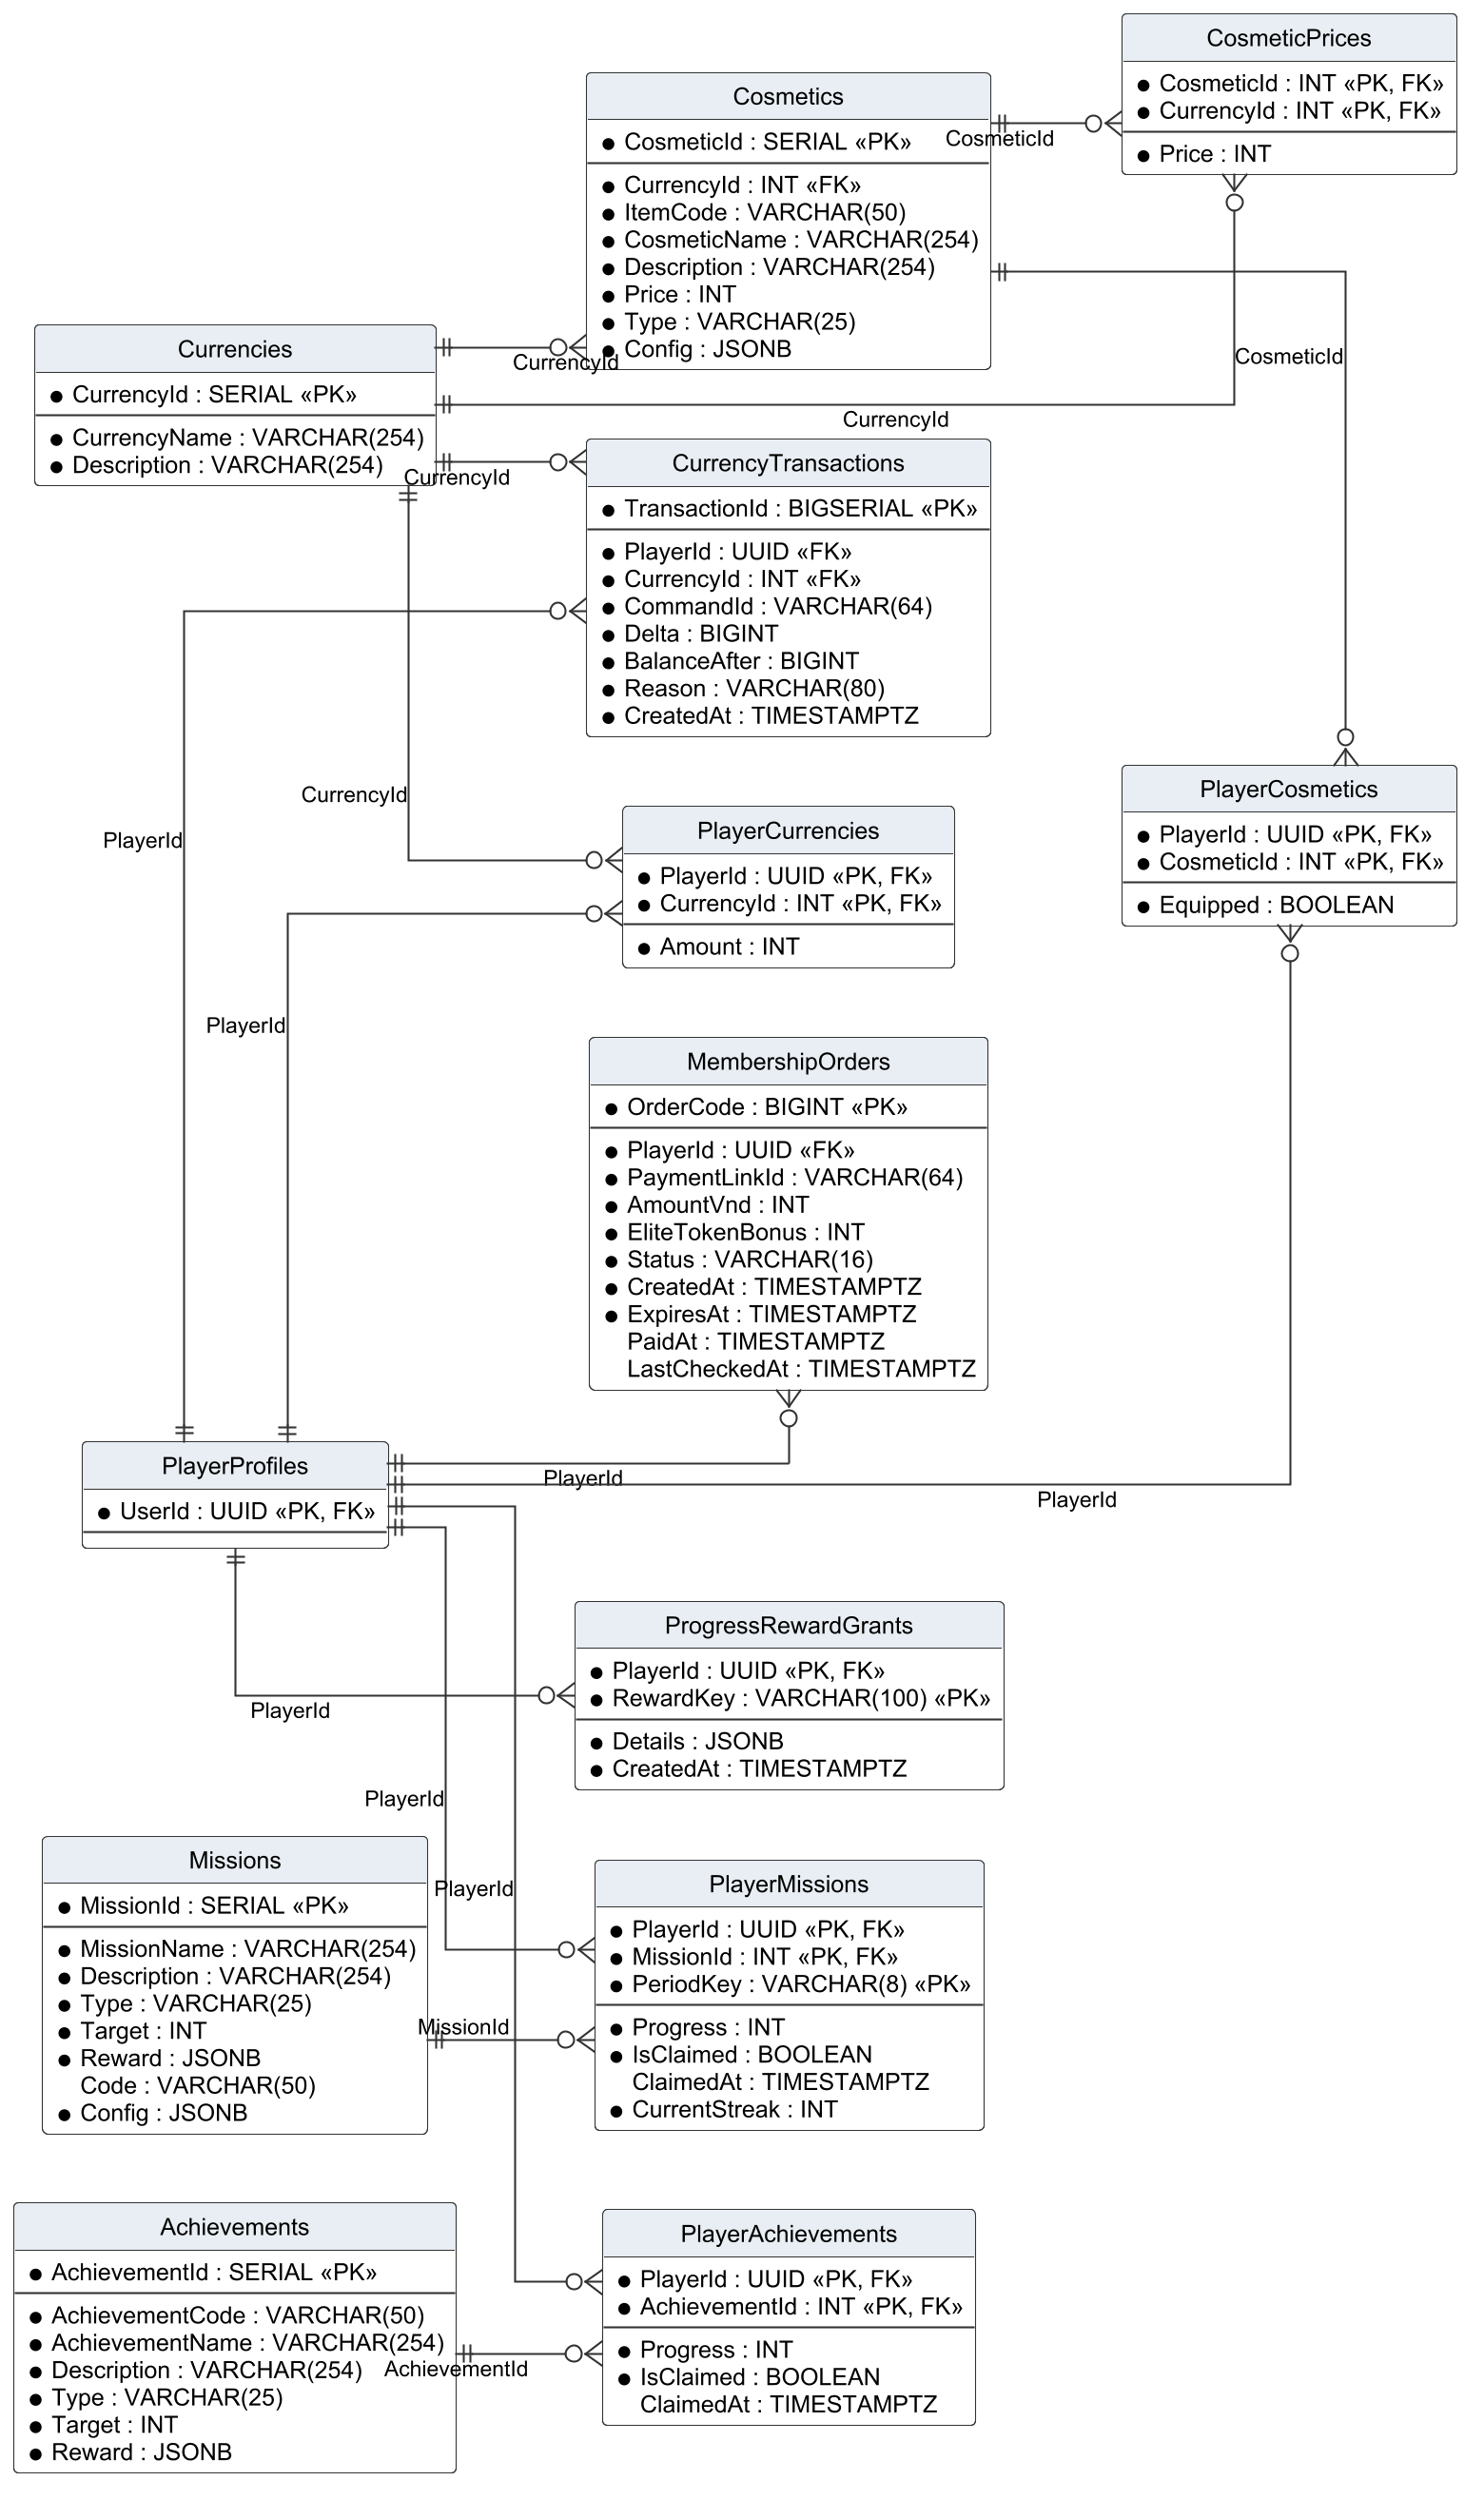 CosmeticPrices
CosmeticId : INT «PK, FK»
CurrencyId : INT «PK, FK»
Price : INT
Cosmetics
CosmeticId : SERIAL «PK»
CurrencyId : INT «FK»
ItemCode : VARCHAR(50)
CosmeticName : VARCHAR(254)
Description : VARCHAR(254)
Price : INT
Type : VARCHAR(25)
Config : JSONB
CosmeticId
CosmeticId
Currencies
CurrencyId : SERIAL «PK»
CurrencyName : VARCHAR(254)
Description : VARCHAR(254)
CurrencyId
CurrencyId
CurrencyId
CurrencyTransactions
TransactionId : BIGSERIAL «PK»
PlayerId : UUID «FK»
CurrencyId : INT «FK»
CommandId : VARCHAR(64)
Delta : BIGINT
BalanceAfter : BIGINT
Reason : VARCHAR(80)
CreatedAt : TIMESTAMPTZ
CurrencyId
PlayerId
PlayerCurrencies
PlayerId : UUID «PK, FK»
CurrencyId : INT «PK, FK»
Amount : INT
PlayerCosmetics
PlayerId : UUID «PK, FK»
CosmeticId : INT «PK, FK»
Equipped : BOOLEAN
PlayerId
MembershipOrders
OrderCode : BIGINT «PK»
PlayerId : UUID «FK»
PaymentLinkId : VARCHAR(64)
AmountVnd : INT
EliteTokenBonus : INT
Status : VARCHAR(16)
CreatedAt : TIMESTAMPTZ
ExpiresAt : TIMESTAMPTZ
PaidAt : TIMESTAMPTZ
LastCheckedAt : TIMESTAMPTZ
PlayerProfiles
UserId : UUID «PK, FK»
PlayerId
PlayerId
ProgressRewardGrants
PlayerId : UUID «PK, FK»
RewardKey : VARCHAR(100) «PK»
Details : JSONB
CreatedAt : TIMESTAMPTZ
PlayerId
PlayerId
PlayerId
Missions
MissionId : SERIAL «PK»
MissionName : VARCHAR(254)
Description : VARCHAR(254)
Type : VARCHAR(25)
Target : INT
Reward : JSONB
Code : VARCHAR(50)
Config : JSONB
MissionId
PlayerMissions
PlayerId : UUID «PK, FK»
MissionId : INT «PK, FK»
PeriodKey : VARCHAR(8) «PK»
Progress : INT
IsClaimed : BOOLEAN
ClaimedAt : TIMESTAMPTZ
CurrentStreak : INT
Achievements
AchievementId : SERIAL «PK»
AchievementCode : VARCHAR(50)
AchievementName : VARCHAR(254)
Description : VARCHAR(254)
Type : VARCHAR(25)
Target : INT
Reward : JSONB
AchievementId
PlayerAchievements
PlayerId : UUID «PK, FK»
AchievementId : INT «PK, FK»
Progress : INT
IsClaimed : BOOLEAN
ClaimedAt : TIMESTAMPTZ